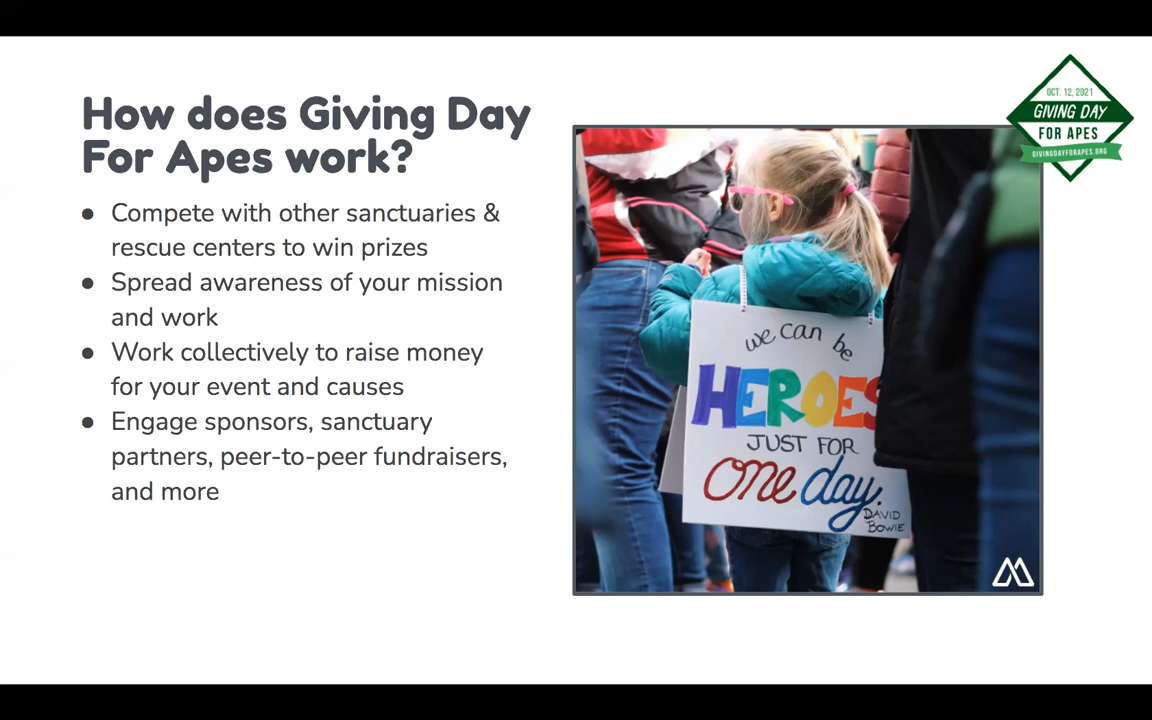 How does Giving Day
For Apes work?
● Compete with other sanctuaries &
rescue centers to win prizes
● Spread awareness of your mission
and work
● Work collectively to raise money
for your event and causes
● Engage sponsors, sanctuary
partners, peer-to-peer fundraisers,
and more
OCT. 12, 2021
GIVING DAY
FOR APES
GIVINGDAYFORAPES.ORG
we can be
HEROES
JUST FOR
one day.
DAVID
BOWIE